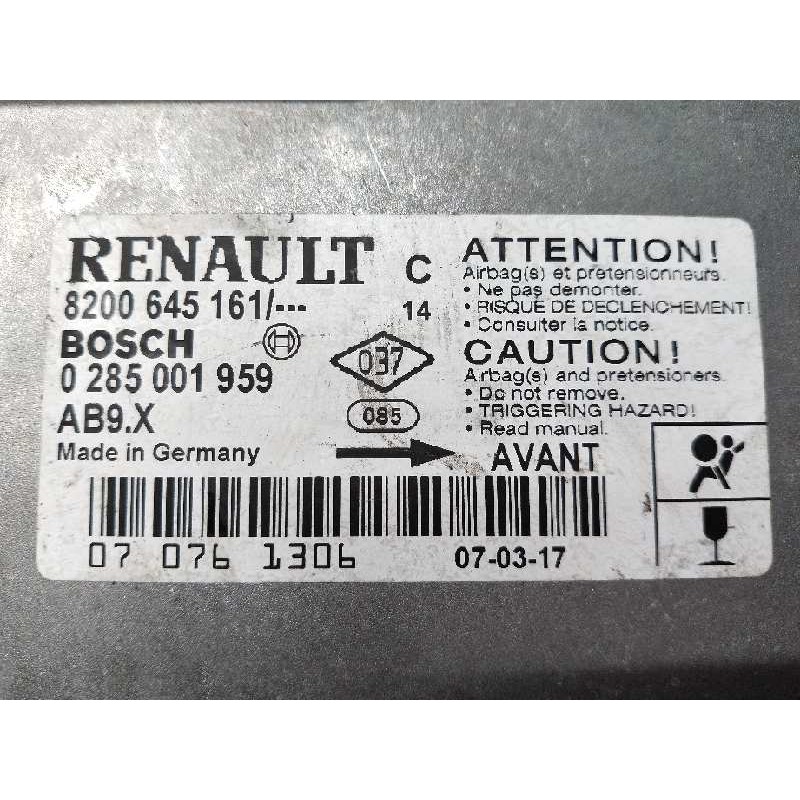 RENAULT C
8200 645 161/--- 14
BOSCH
0 285 001 959
AB9.X
Made in Germany
037
085
ATTENTION!
Airbag(s) et pretensionneurs.
• Ne pas demonter.
• RISQUE DE DECLENCHEMENT!
• Consulter la notice.
CAUTION!
Airbag(s) and pretensioners.
• Do not remove.
• TRIGGERING HAZARD!
• Read manual.
AVANT
07 076 1306
07-03-17